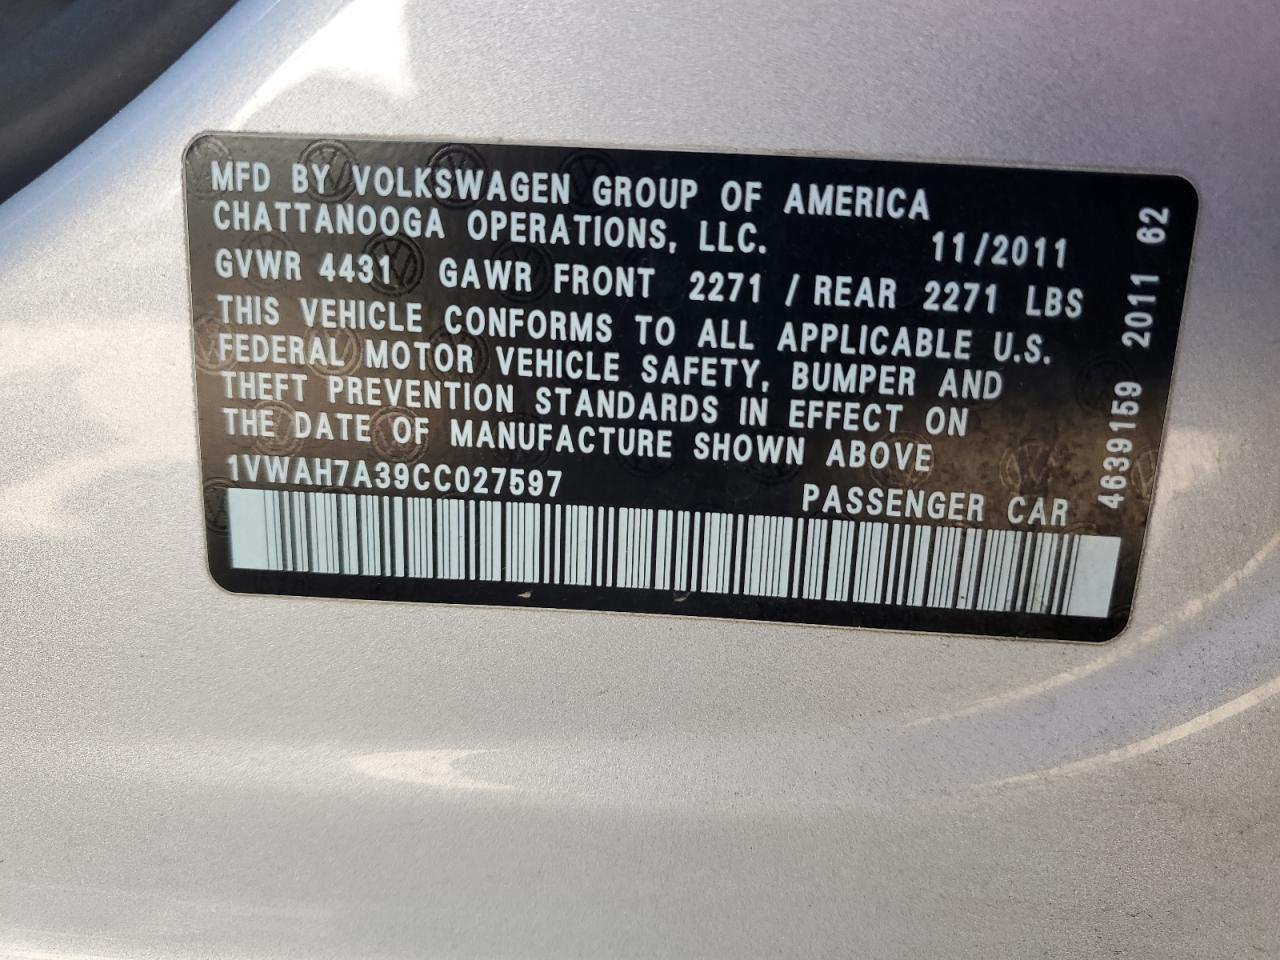 MFD BY VOLKSWAGEN GROUP OF AMERICA
CHATTANOOGA OPERATIONS, LLC. 11/2011
GVWR 4431 GAWR FRONT 2271 / REAR 2271 LBS
THIS VEHICLE CONFORMS TO ALL APPLICABLE U.S.
FEDERAL MOTOR VEHICLE SAFETY, BUMPER AND
THEFT PREVENTION STANDARDS IN EFFECT ON
THE DATE OF MANUFACTURE SHOWN ABOVE
1VWAH7A39CC027597 PASSENGER CAR
4639159 2011 62